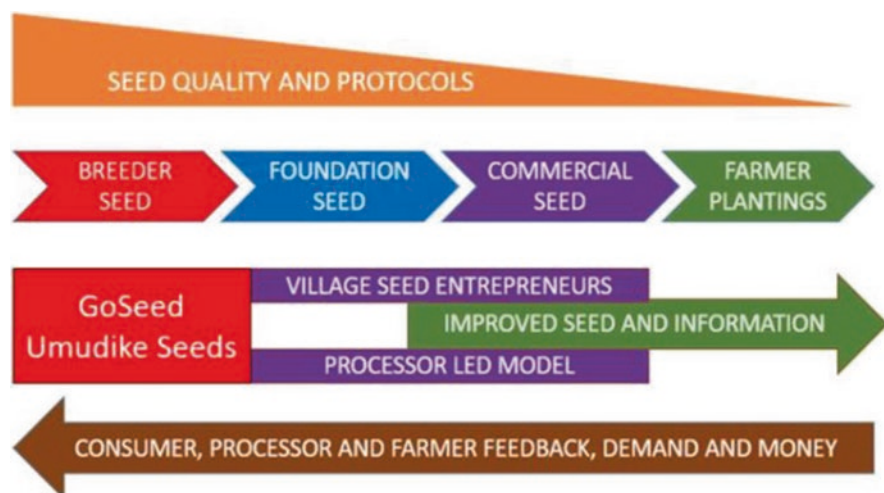 SEED QUALITY AND PROTOCOLS
BREEDER
SEED
FOUNDATION
SEED
COMMERCIAL
SEED
FARMER
PLANTINGS
GoSeed
Umudike Seeds
VILLAGE SEED ENTREPRENEURS
IMPROVED SEED AND INFORMATION
PROCESSOR LED MODEL
CONSUMER, PROCESSOR AND FARMER FEEDBACK, DEMAND AND MONEY